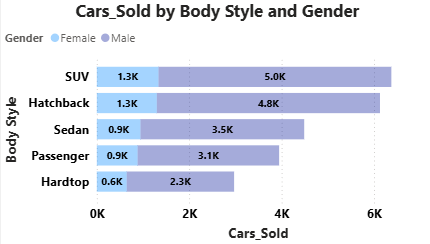 Cars_Sold by Body Style and Gender
Gender Female Male
Body Style
SUV 1.3K 5.0K
Hatchback 1.3K 4.8K
Sedan 0.9K 3.5K
Passenger 0.9K 3.1K
Hardtop 0.6K 2.3K
0K 2K 4K 6K
Cars_Sold